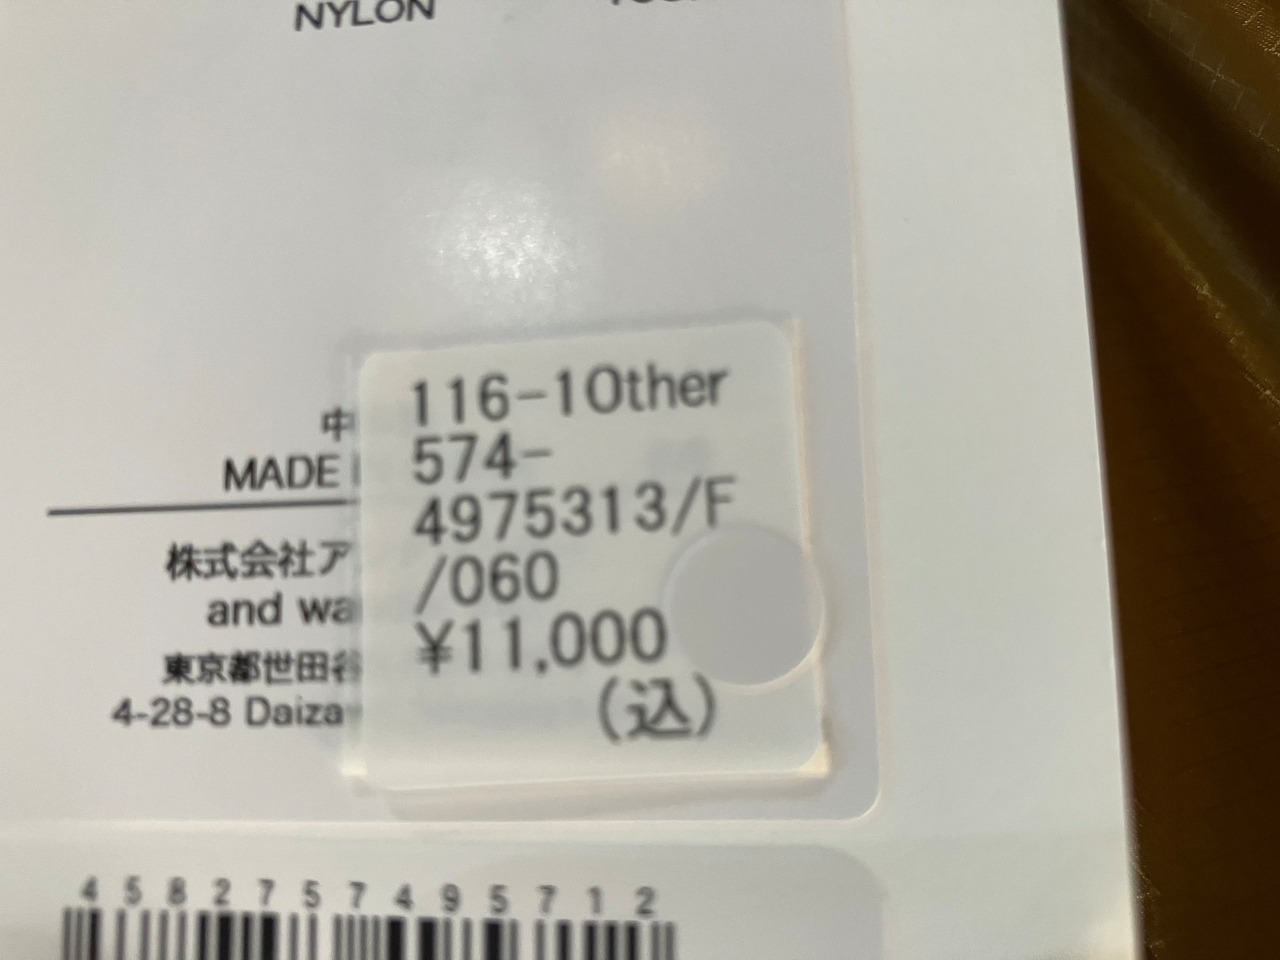 NYLON
116-1Other
574-
4975313/F
/060
¥11,000
(込)
中
MADE
株式会社ア
and wa
東京都世田谷
4-28-8 Daiza
4582757495712